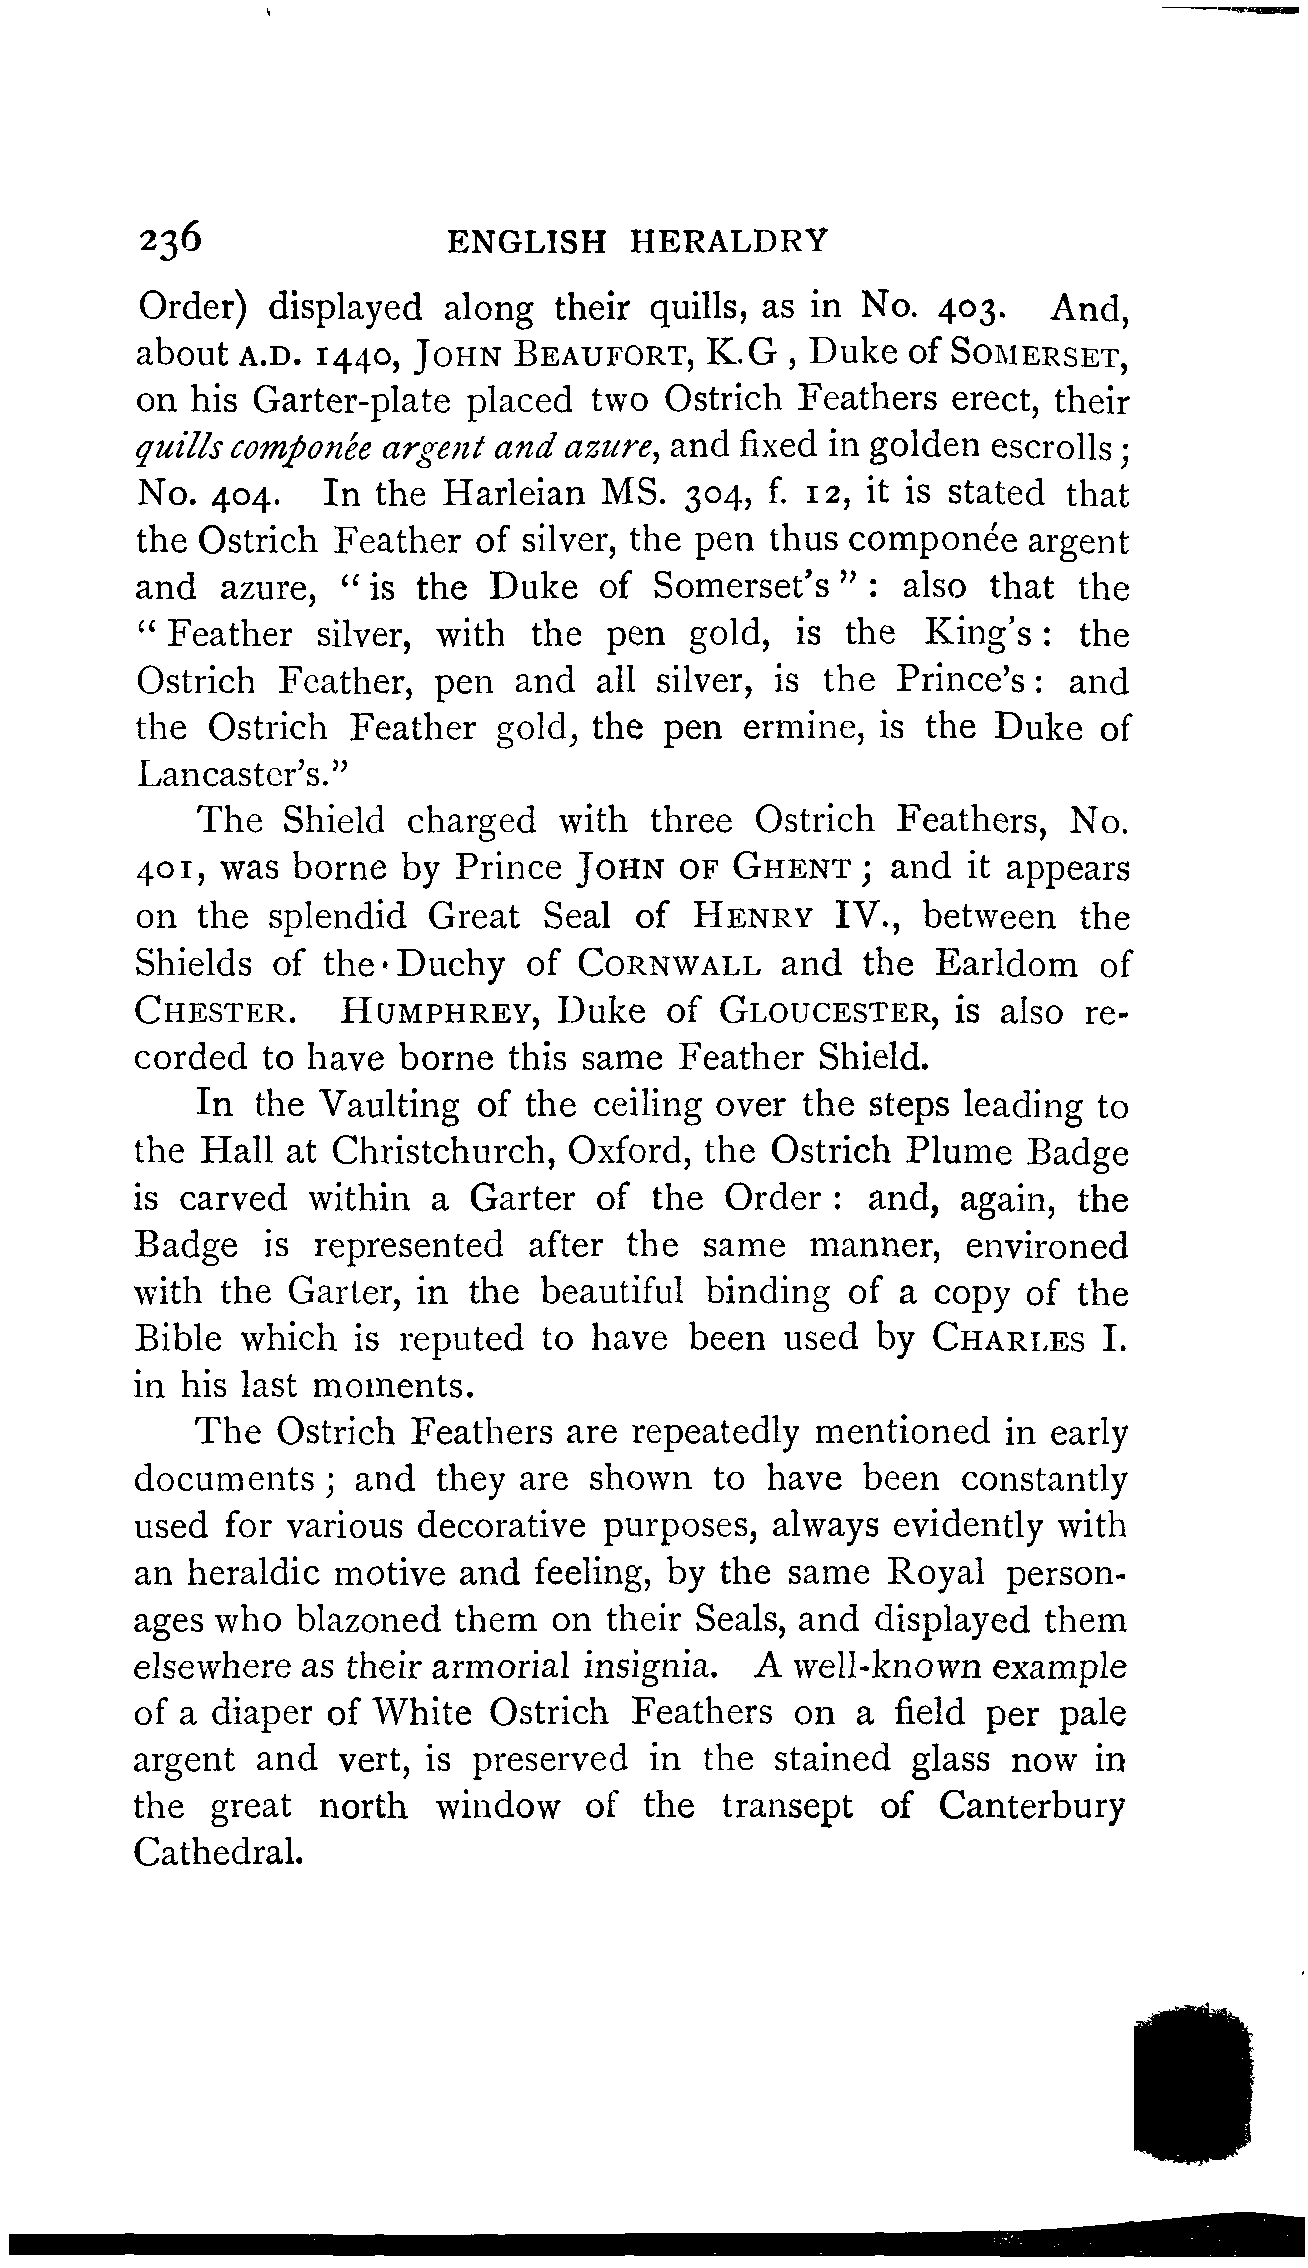 236 ENGLISH HERALDRY
Order) displayed along their quills, as in No. 403. And,
about A.D. 1440, JOHN BEAUFORT, K.G , Duke of SOMERSET,
on his Garter-plate placed two Ostrich Feathers erect, their
quills componée argent and azure, and fixed in golden escrolls ;
No. 404. In the Harleian MS. 304, f. 12, it is stated that
the Ostrich Feather of silver, the pen thus componée argent
and azure, “ is the Duke of Somerset’s ” : also that the
“ Feather silver, with the pen gold, is the King’s : the
Ostrich Feather, pen and all silver, is the Prince’s : and
the Ostrich Feather gold, the pen ermine, is the Duke of
Lancaster’s.”
The Shield charged with three Ostrich Feathers, No.
401, was borne by Prince JOHN OF GHENT ; and it appears
on the splendid Great Seal of HENRY IV., between the
Shields of the Duchy of CORNWALL and the Earldom of
CHESTER. HUMPHREY, Duke of GLOUCESTER, is also re-
corded to have borne this same Feather Shield.
In the Vaulting of the ceiling over the steps leading to
the Hall at Christchurch, Oxford, the Ostrich Plume Badge
is carved within a Garter of the Order : and, again, the
Badge is represented after the same manner, environed
with the Garter, in the beautiful binding of a copy of the
Bible which is reputed to have been used by CHARLES I.
in his last moments.
The Ostrich Feathers are repeatedly mentioned in early
documents ; and they are shown to have been constantly
used for various decorative purposes, always evidently with
an heraldic motive and feeling, by the same Royal person-
ages who blazoned them on their Seals, and displayed them
elsewhere as their armorial insignia. A well-known example
of a diaper of White Ostrich Feathers on a field per pale
argent and vert, is preserved in the stained glass now in
the great north window of the transept of Canterbury
Cathedral.